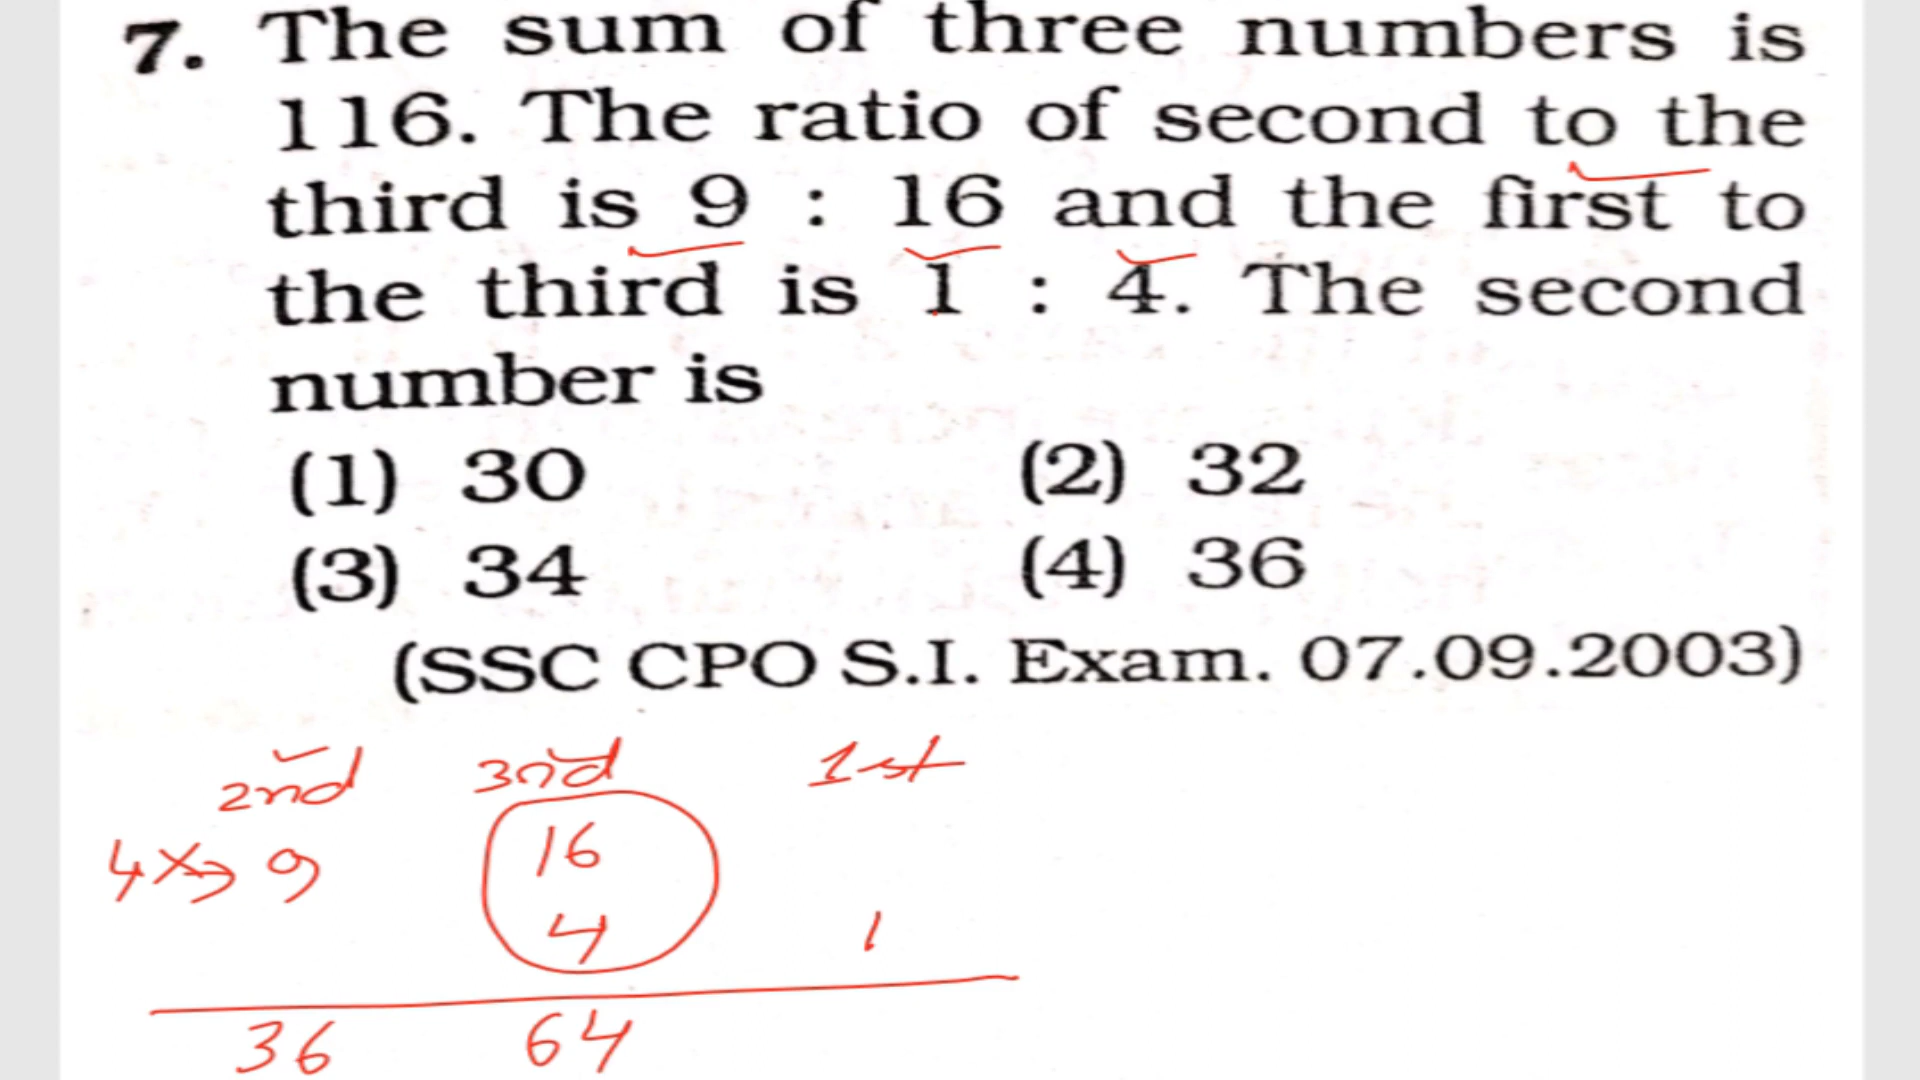 7. The sum of three numbers is
116. The ratio of second to the
third is 9 : 16 and the first to
the third is 1 : 4. The second
number is
(1) 30 (2) 32
(3) 34 (4) 36
(SSC CPO S.I. Exam. 07.09.2003)
2nd 3rd 1st
4× 9 16
4 1
36 64